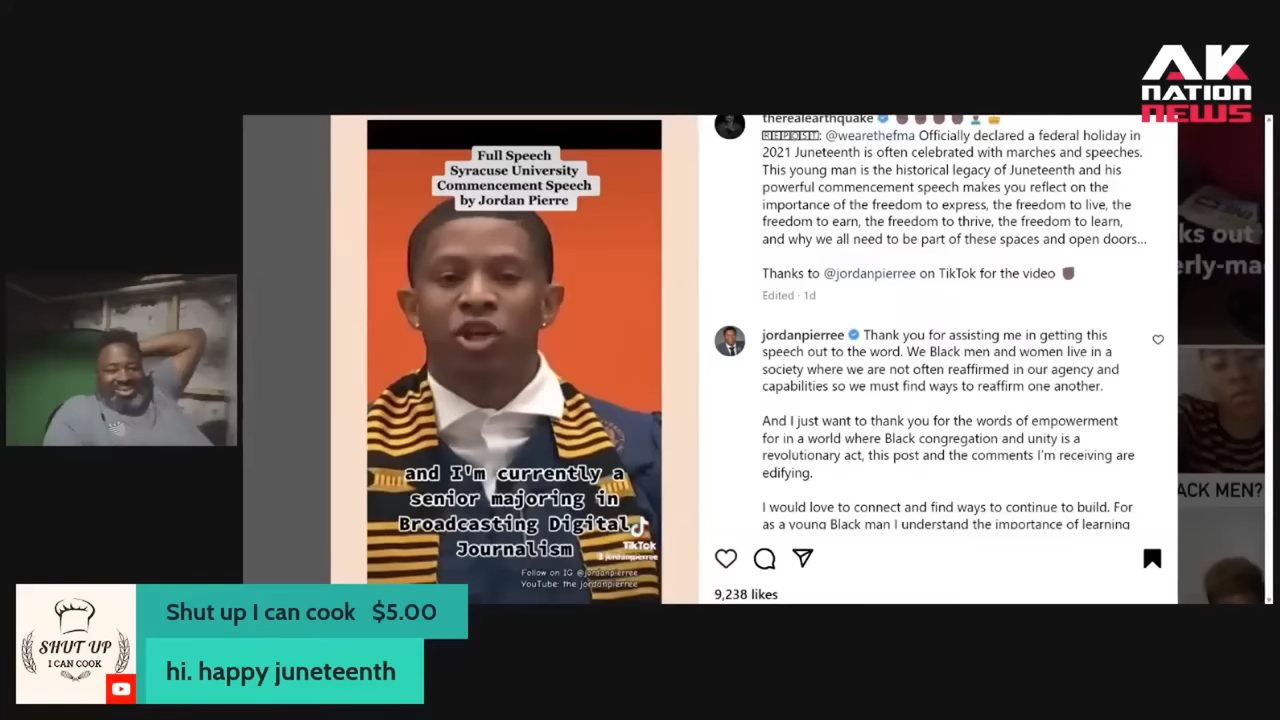 AK
NATION
NEWS
Full Speech
Syracuse University
Commencement Speech
by Jordan Pierre
and I'm currently a
senior majoring in
Broadcasting Digital
Journalism
TikTok
Follow on IG @jordanpierree
YouTube: the jordanpierree
therealearthquake
REPOST: @wearethefma Officially declared a federal holiday in
2021 Juneteenth is often celebrated with marches and speeches.
This young man is the historical legacy of Juneteenth and his
powerful commencement speech makes you reflect on the
importance of the freedom to express, the freedom to live, the
freedom to earn, the freedom to thrive, the freedom to learn,
and why we all need to be part of these spaces and open doors...
Thanks to @jordanpierree on TikTok for the video
Edited · 1d
jordanpierree Thank you for assisting me in getting this
speech out to the word. We Black men and women live in a
society where we are not often reaffirmed in our agency and
capabilities so we must find ways to reaffirm one another.
And I just want to thank you for the words of empowerment
for in a world where Black congregation and unity is a
revolutionary act, this post and the comments I'm receiving are
edifying.
I would love to connect and find ways to continue to build. For
as a young Black man I understand the importance of learning
9,238 likes
ks out
erly-ma
ACK MEN?
SHUT UP
I CAN COOK
Shut up I can cook $5.00
hi. happy juneteenth